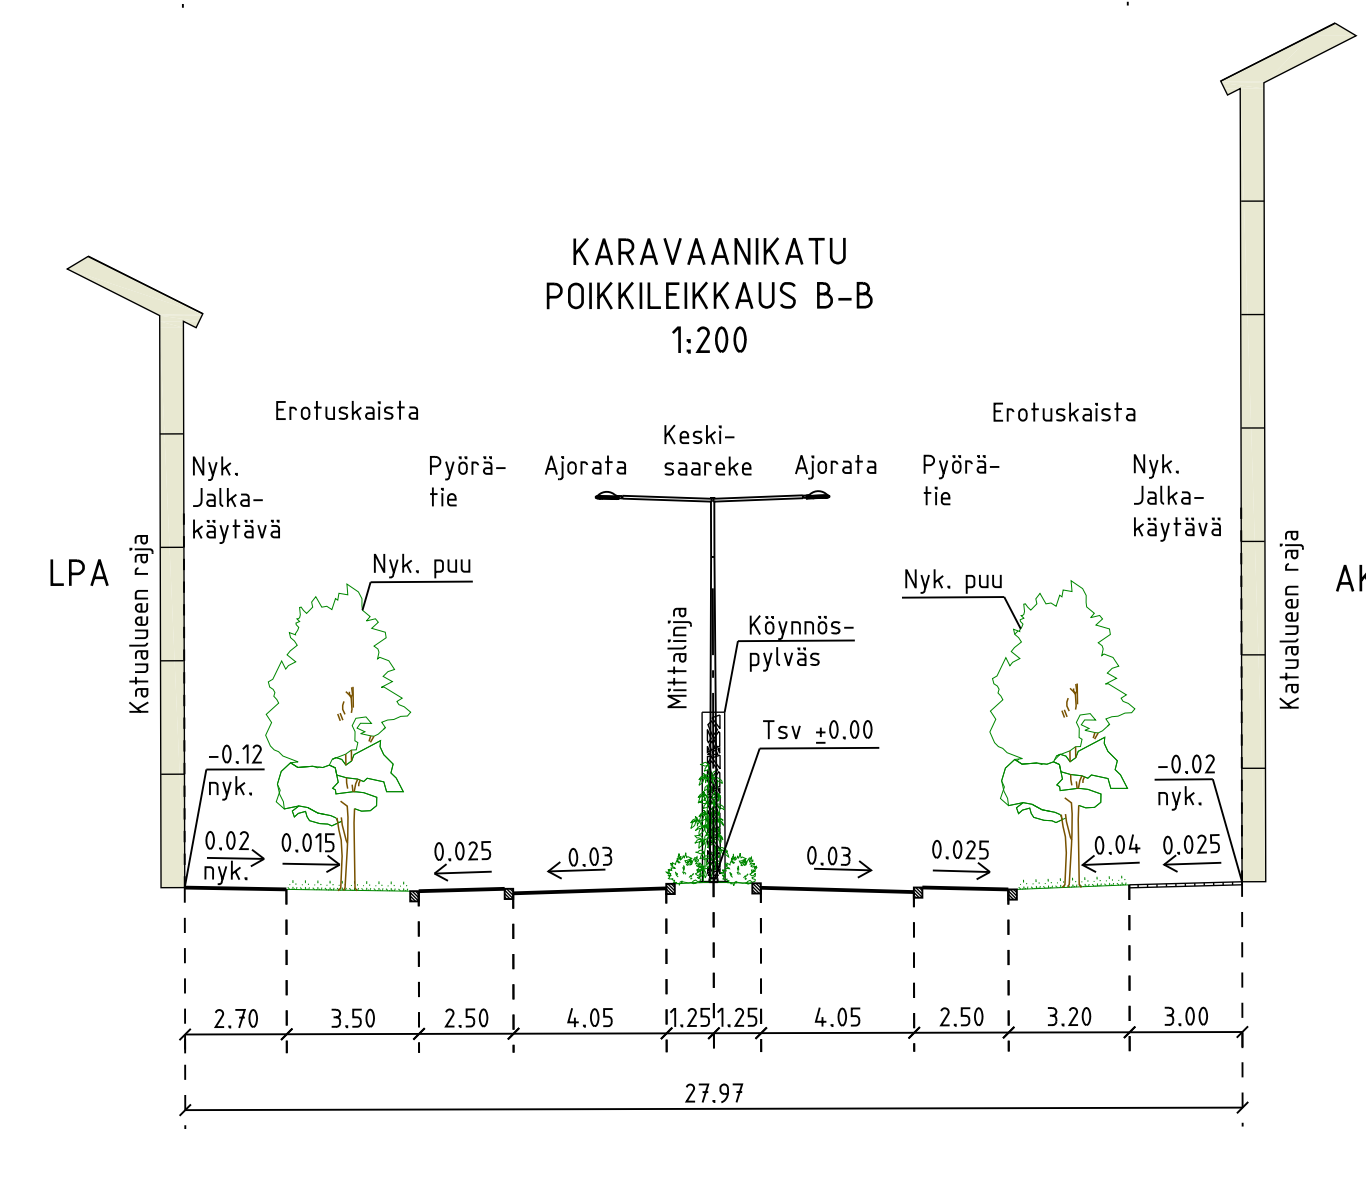 KARAVAANIKATU
POIKKILEIKKAUS B-B
1:200
Erotuskaista
Erotuskaista
Nyk.
Jalka-
käytävä
Pyörä-
tie
Ajorata
Keski-
saareke
Ajorata
Pyörä-
tie
Nyk.
Jalka-
käytävä
LPA
Katualueen raja
Nyk. puu
Mittalinja
Köynnös-
pylväs
Nyk. puu
Katualueen raja
AK
Tsv ±0.00
-0.12
nyk.
-0.02
nyk.
0.02
nyk.
0.015
0.025
0.03
0.03
0.025
0.04
0.025
2.70
3.50
2.50
4.05
1.25
1.25
4.05
2.50
3.20
3.00
27.97